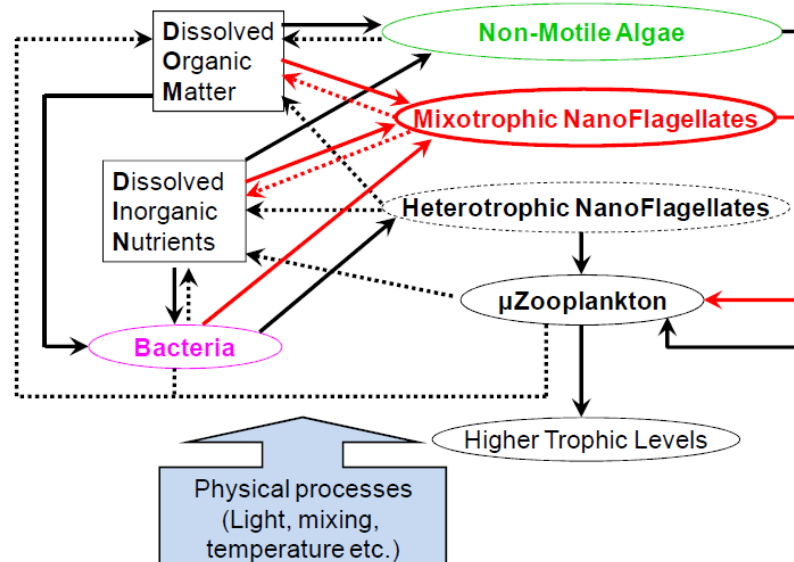 Dissolved
Organic
Matter
Non-Motile Algae
Mixotrophic NanoFlagellates
Dissolved
Inorganic
Nutrients
Heterotrophic NanoFlagellates
µZooplankton
Bacteria
Higher Trophic Levels
Physical processes
(Light, mixing,
temperature etc.)